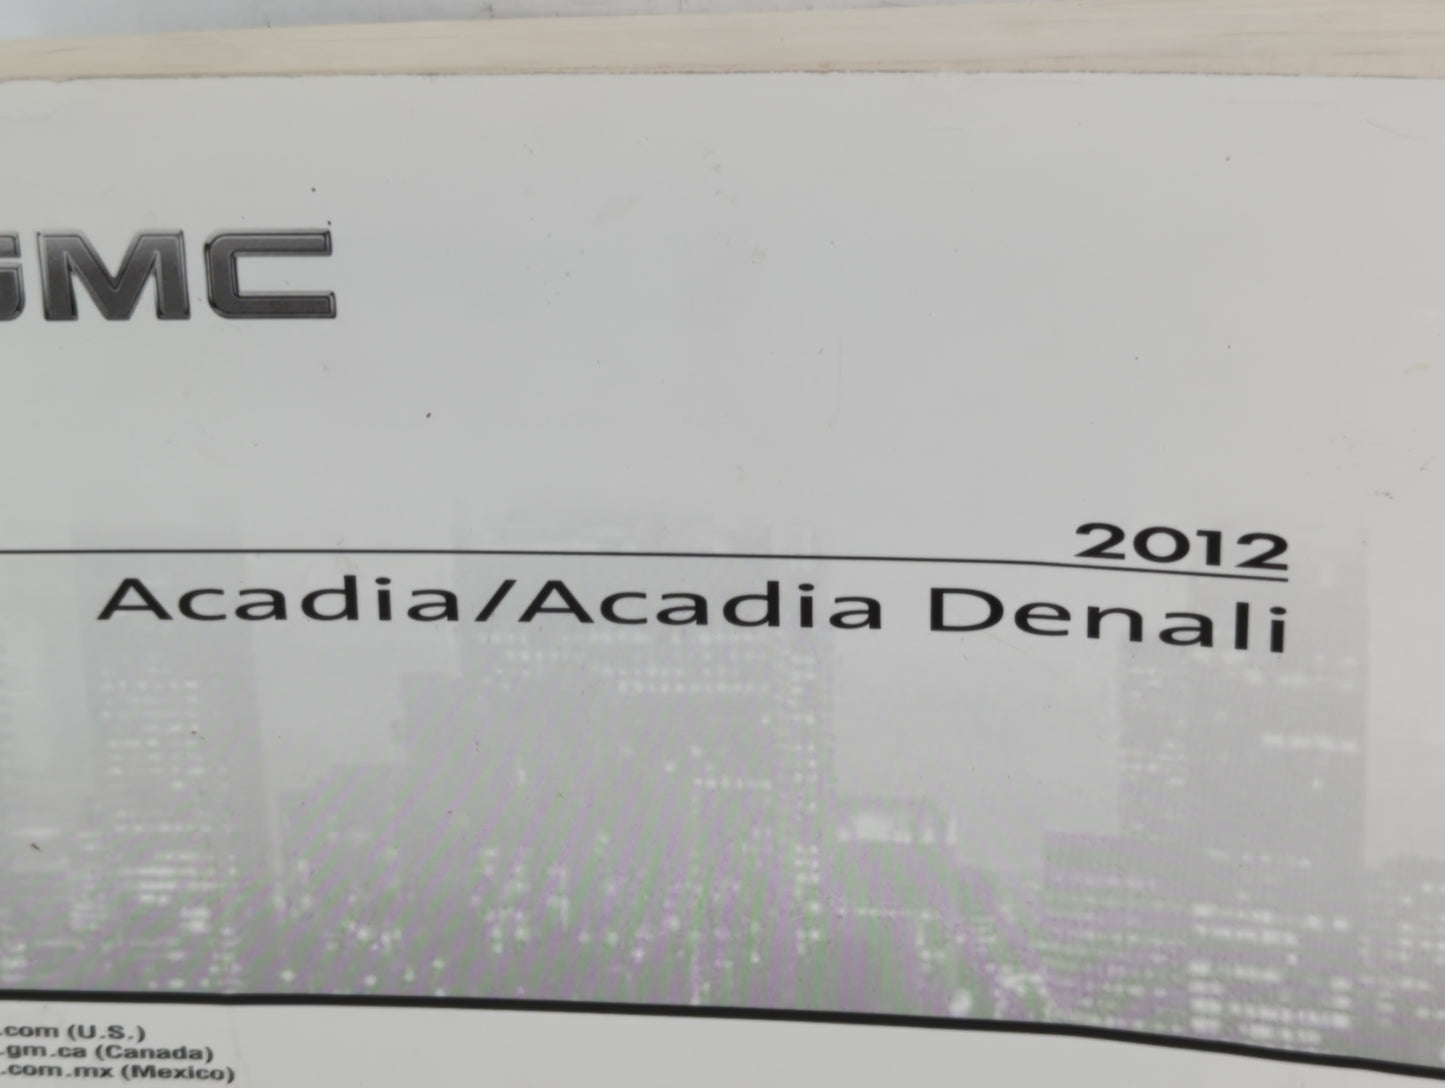 GMC
2012
Acadia/Acadia Denali
.com (U.S.)
.gm.ca (Canada)
.com.mx (Mexico)